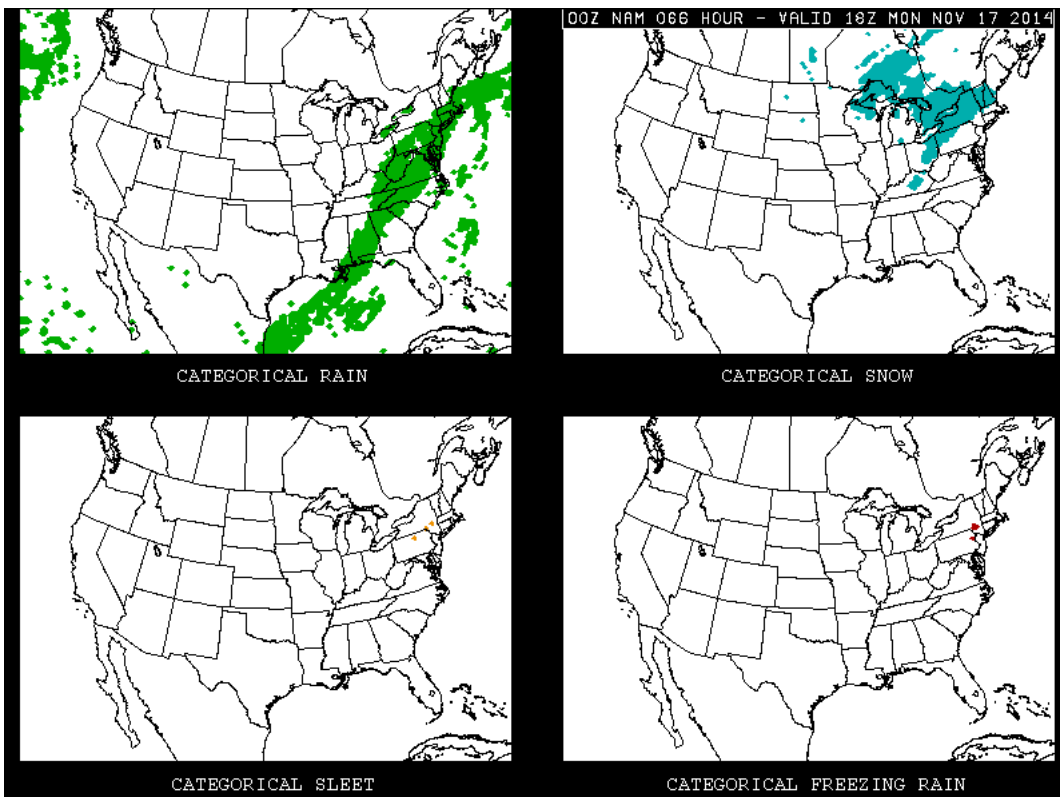 00Z NAM 066 HOUR - VALID 18Z MON NOV 17 2014
CATEGORICAL RAIN
CATEGORICAL SNOW
CATEGORICAL SLEET
CATEGORICAL FREEZING RAIN